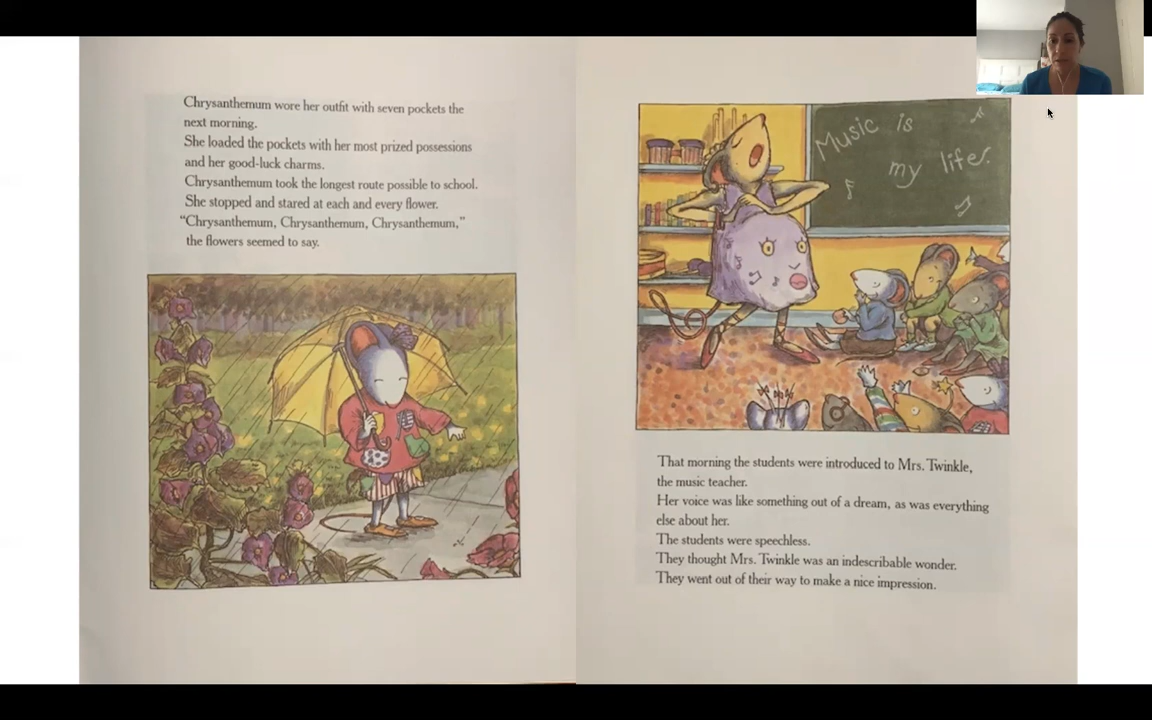 Chrysanthemum wore her outfit with seven pockets the
next morning.
She loaded the pockets with her most prized possessions
and her good-luck charms.
Chrysanthemum took the longest route possible to school.
She stopped and stared at each and every flower.
“Chrysanthemum, Chrysanthemum, Chrysanthemum,”
the flowers seemed to say.
Music is
my life.
That morning the students were introduced to Mrs. Twinkle,
the music teacher.
Her voice was like something out of a dream, as was everything
else about her.
The students were speechless.
They thought Mrs. Twinkle was an indescribable wonder.
They went out of their way to make a nice impression.